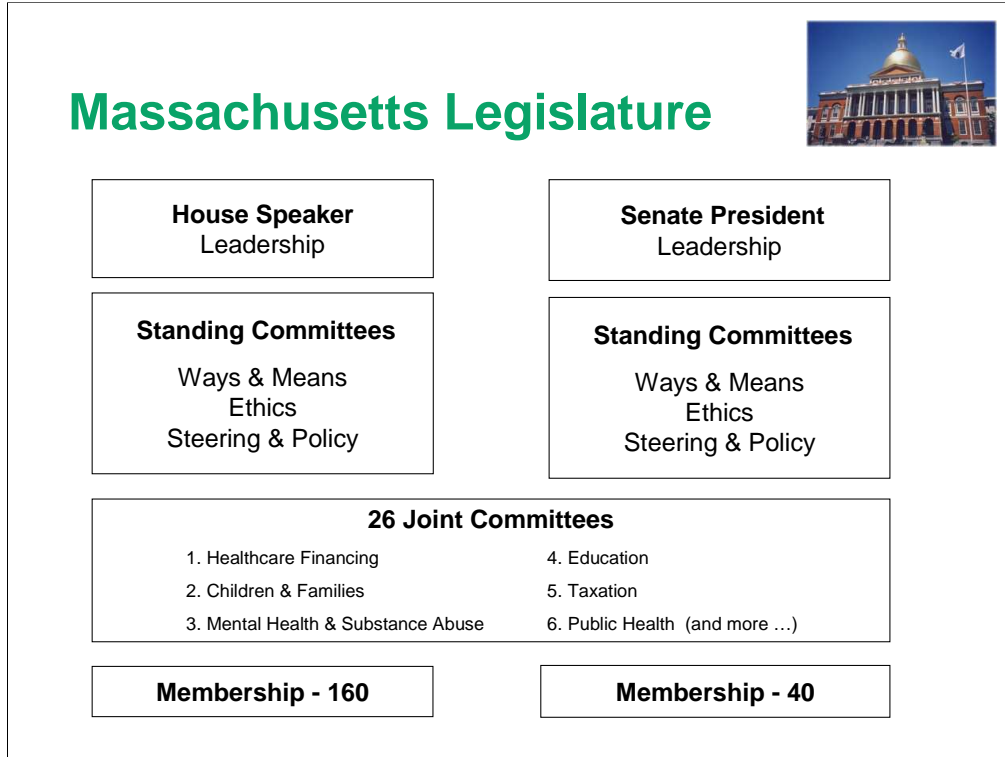 Massachusetts Legislature
House Speaker
Leadership
Senate President
Leadership
Standing Committees
Ways & Means
Ethics
Steering & Policy
Standing Committees
Ways & Means
Ethics
Steering & Policy
26 Joint Committees
1. Healthcare Financing
2. Children & Families
3. Mental Health & Substance Abuse
4. Education
5. Taxation
6. Public Health (and more …)
Membership - 160
Membership - 40